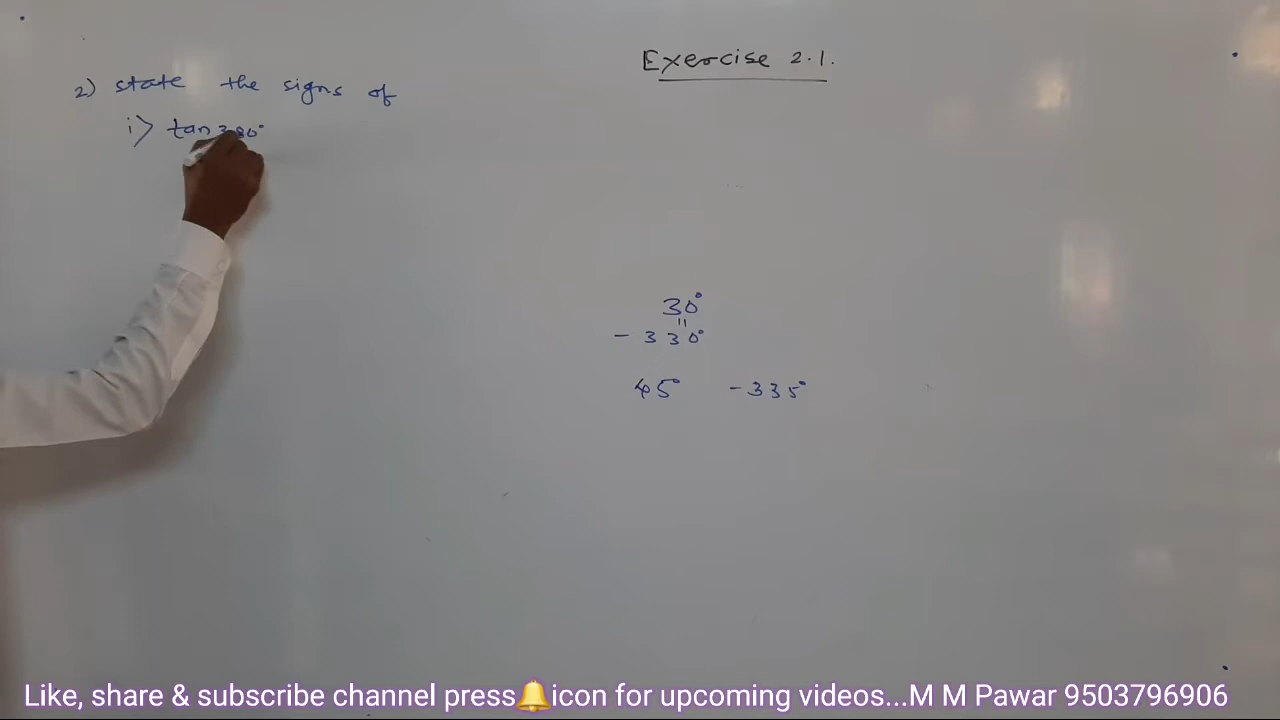 Exercise 2.1.
2) state the signs of
i) tan 380°
30°
=
- 330°
45° - 335°
Like, share & subscribe channel press🔔icon for upcoming videos...M M Pawar 9503796906